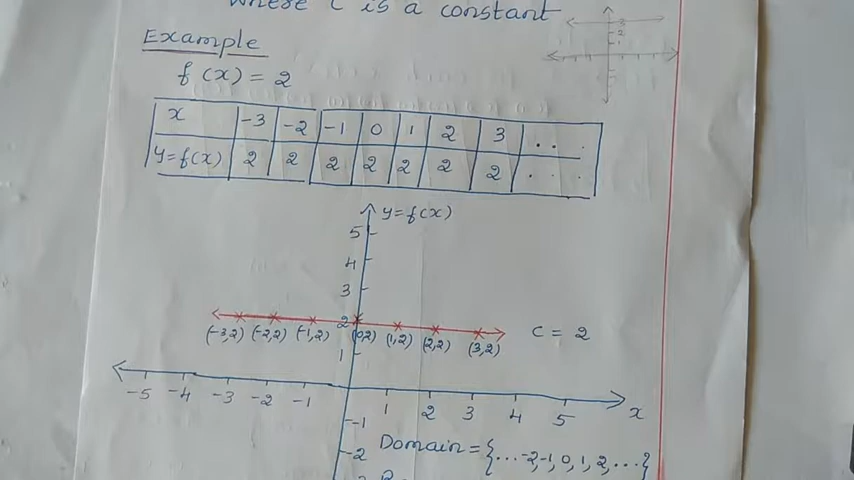 Where C is a constant
Example
f(x) = 2
x -3 -2 -1 0 1 2 3 ...
y=f(x) 2 2 2 2 2 2 2 ...
y=f(x)
5
4
3
2
(-3,2) (-2,2) (-1,2) (0,2) (1,2) (2,2) (3,2)
C = 2
1
-5 -4 -3 -2 -1 1 2 3 4 5 x
-1
-2
Domain = {...-2,-1,0,1,2,...}